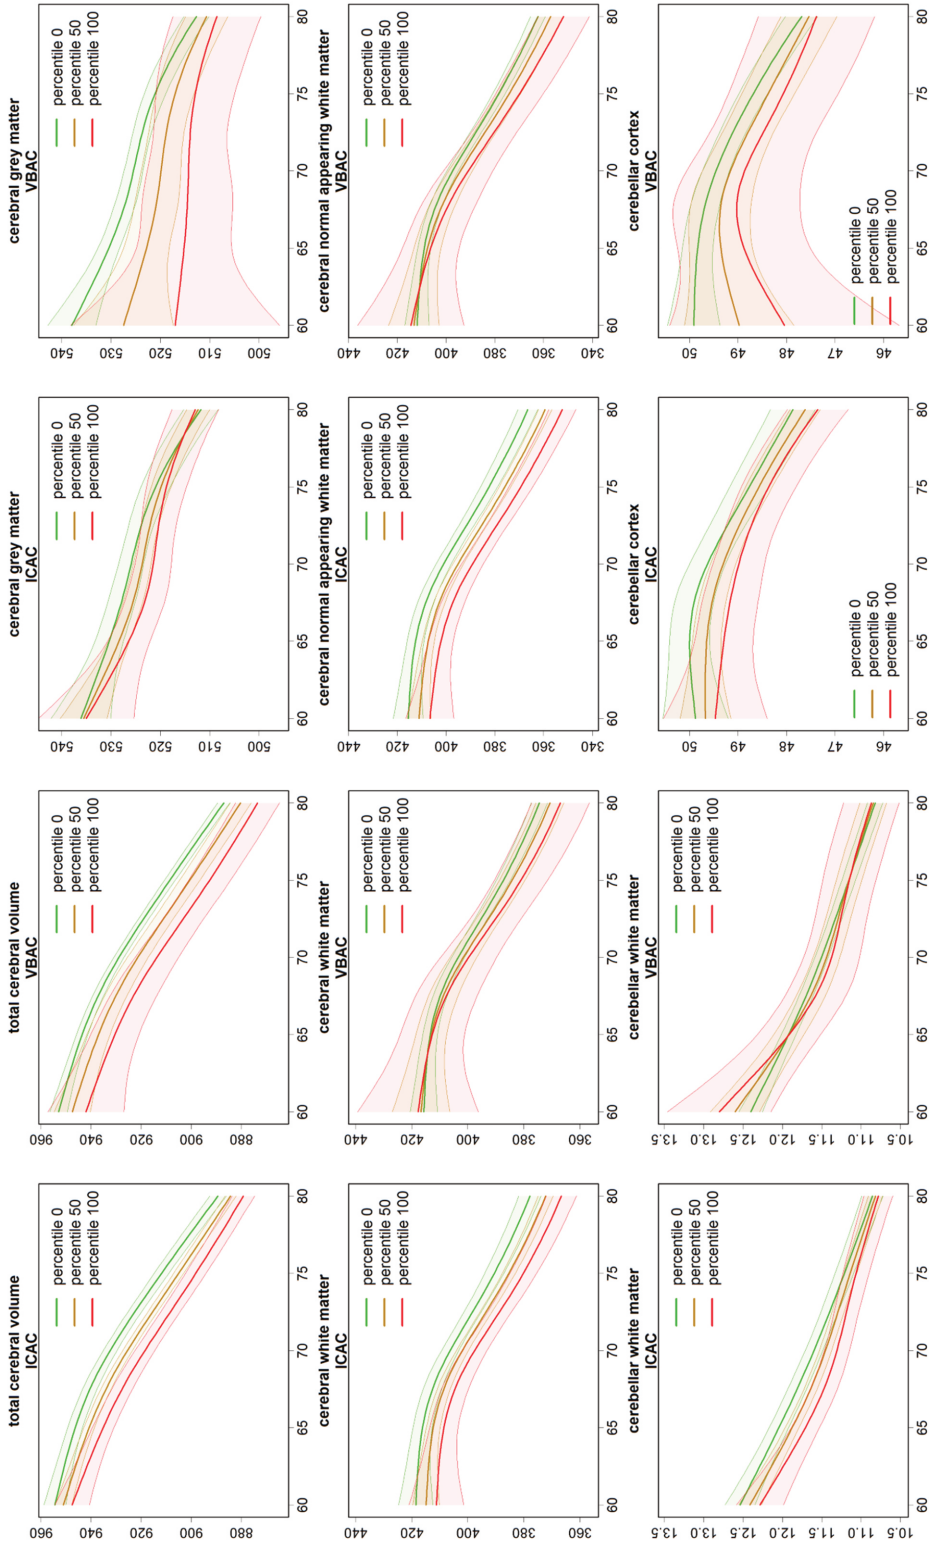 total cerebral volume
ICAC
percentile 0
percentile 50
percentile 100
960
940
920
900
880
60 65 70 75 80
total cerebral volume
VBAC
percentile 0
percentile 50
percentile 100
960
940
920
900
880
60 65 70 75 80
cerebral grey matter
ICAC
percentile 0
percentile 50
percentile 100
540
530
520
510
500
60 65 70 75 80
cerebral grey matter
VBAC
percentile 0
percentile 50
percentile 100
540
530
520
510
500
60 65 70 75 80
cerebral white matter
ICAC
percentile 0
percentile 50
percentile 100
440
420
400
380
360
60 65 70 75 80
cerebral white matter
VBAC
percentile 0
percentile 50
percentile 100
440
420
400
380
360
60 65 70 75 80
cerebral normal appearing white matter
ICAC
percentile 0
percentile 50
percentile 100
440
420
400
380
360
340
60 65 70 75 80
cerebral normal appearing white matter
VBAC
percentile 0
percentile 50
percentile 100
440
420
400
380
360
340
60 65 70 75 80
cerebellar white matter
ICAC
percentile 0
percentile 50
percentile 100
13.5
13.0
12.5
12.0
11.5
11.0
10.5
60 65 70 75 80
cerebellar white matter
VBAC
percentile 0
percentile 50
percentile 100
13.5
13.0
12.5
12.0
11.5
11.0
10.5
60 65 70 75 80
cerebellar cortex
ICAC
50
49
48
47
46
percentile 0
percentile 50
percentile 100
60 65 70 75 80
cerebellar cortex
VBAC
50
49
48
47
46
percentile 0
percentile 50
percentile 100
60 65 70 75 80